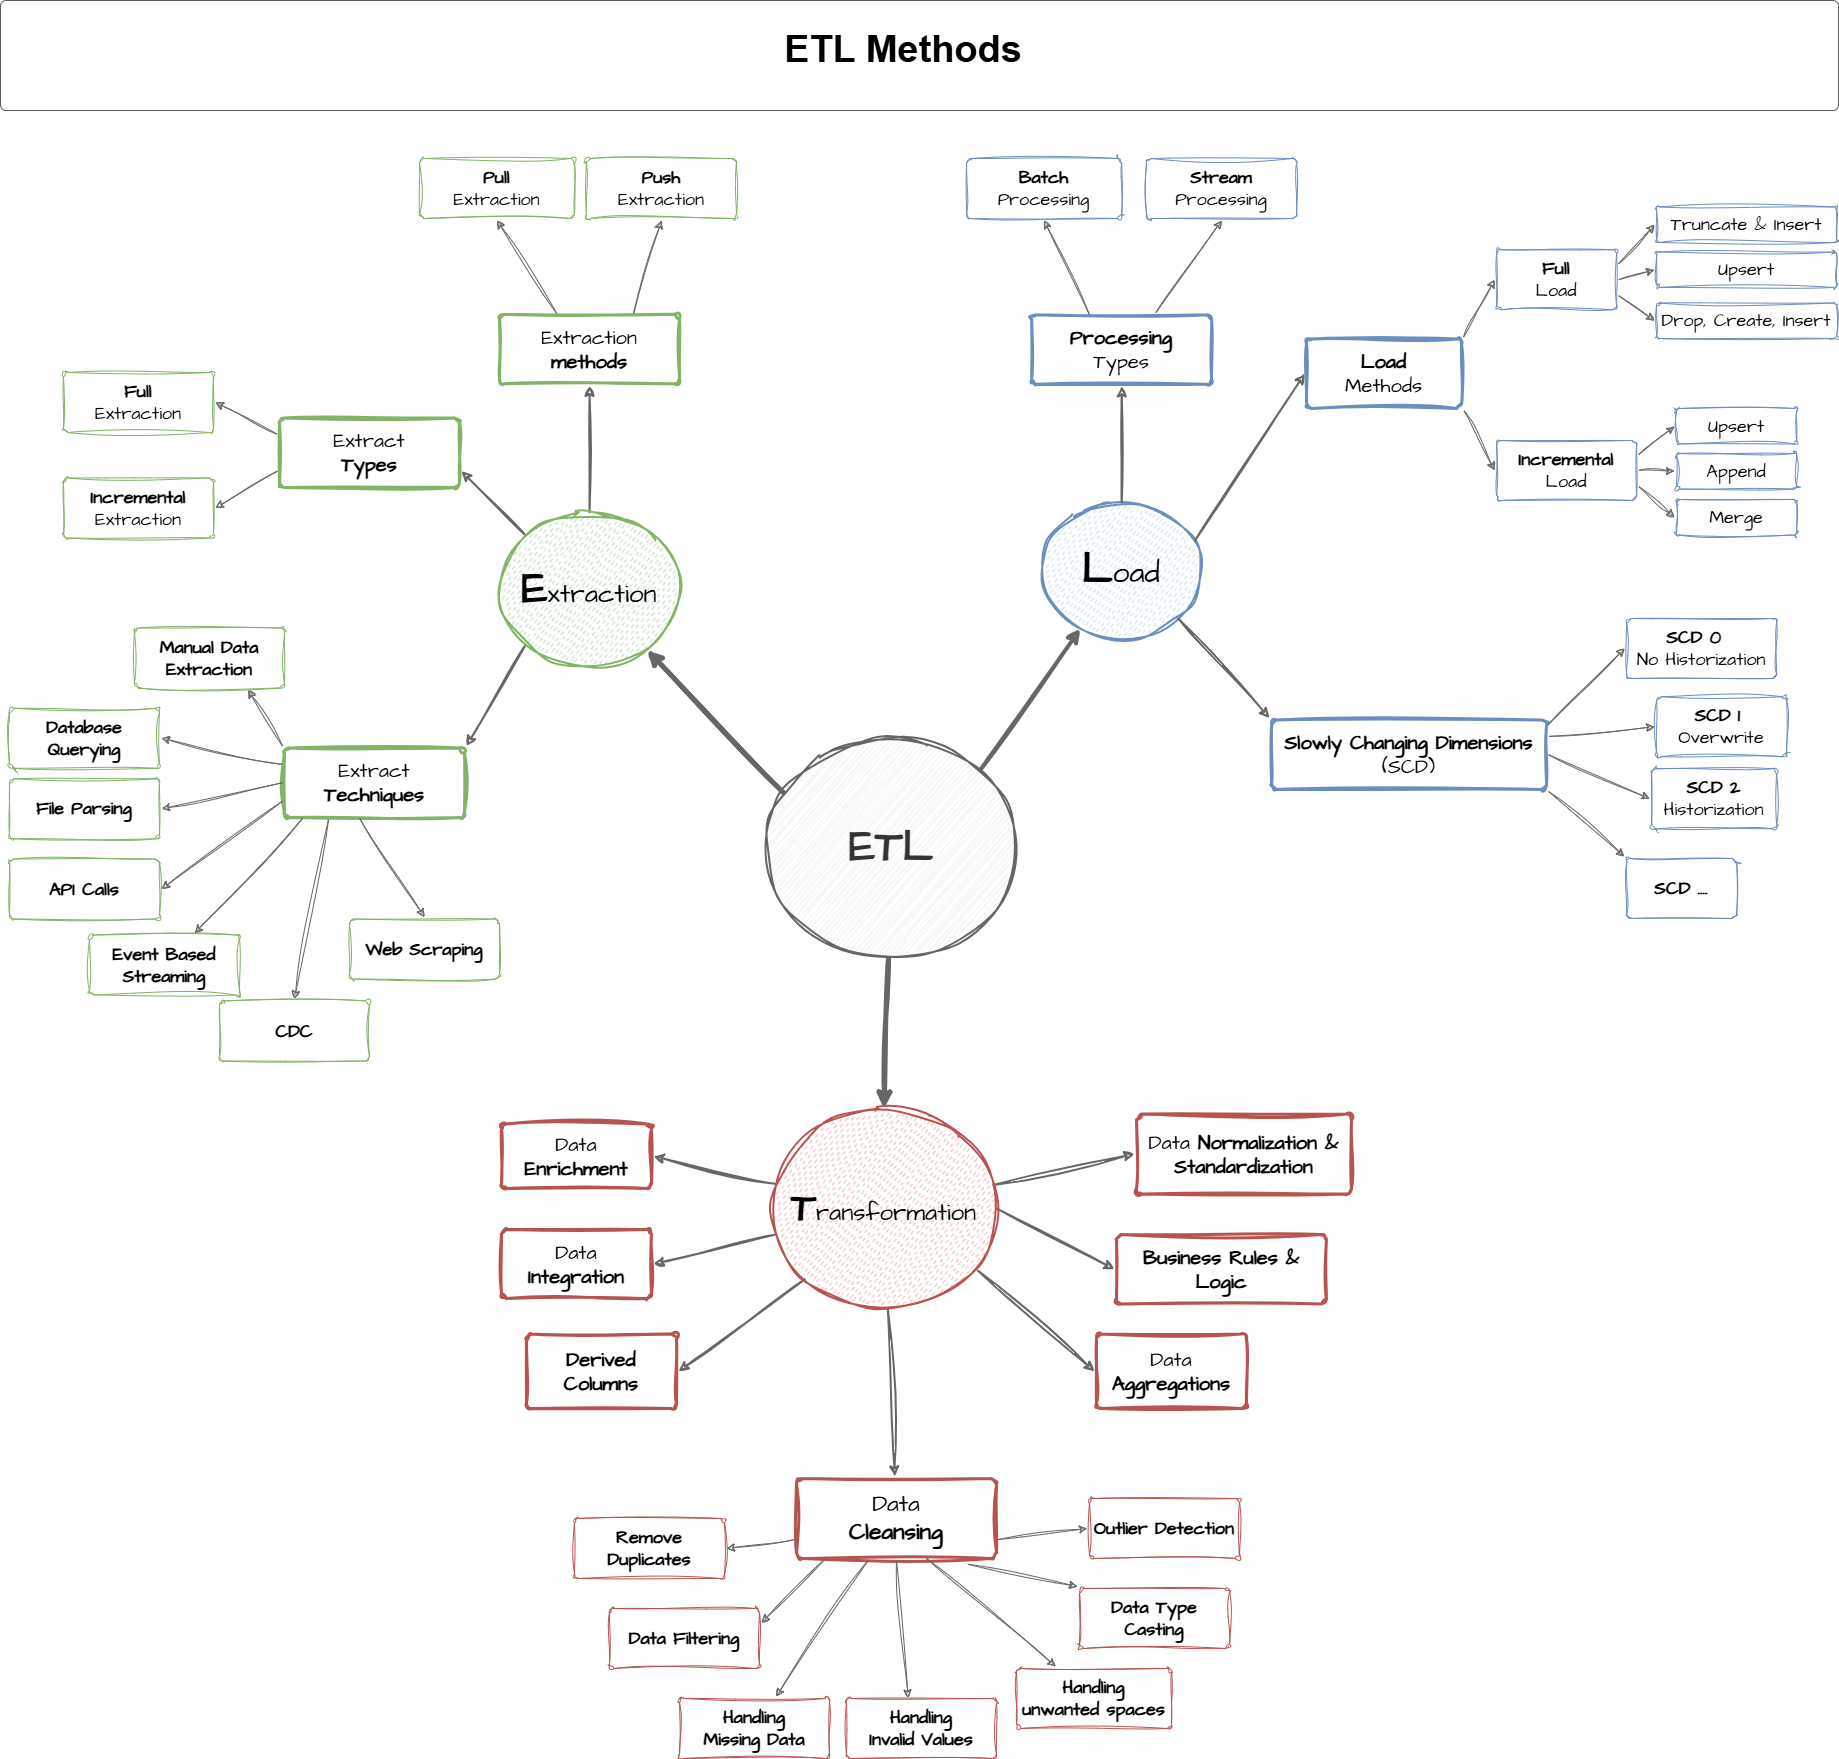 ETL Methods
Pull
Extraction
Push
Extraction
Extraction
methods
Full
Extraction
Incremental
Extraction
Extract
Types
Extraction
Manual Data
Extraction
Database
Querying
File Parsing
API Calls
Event Based
Streaming
CDC
Web Scraping
Extract
Techniques
Batch
Processing
Stream
Processing
Processing
Types
Load
Load
Methods
Full
Load
Truncate & Insert
Upsert
Drop, Create, Insert
Incremental
Load
Upsert
Append
Merge
Slowly Changing Dimensions
(SCD)
SCD 0
No Historization
SCD 1
Overwrite
SCD 2
Historization
SCD ....
ETL
Transformation
Data
Enrichment
Data
Integration
Derived
Columns
Data Normalization &
Standardization
Business Rules &
Logic
Data
Aggregations
Data
Cleansing
Remove
Duplicates
Data Filtering
Handling
Missing Data
Handling
Invalid Values
Handling
unwanted spaces
Data Type
Casting
Outlier Detection